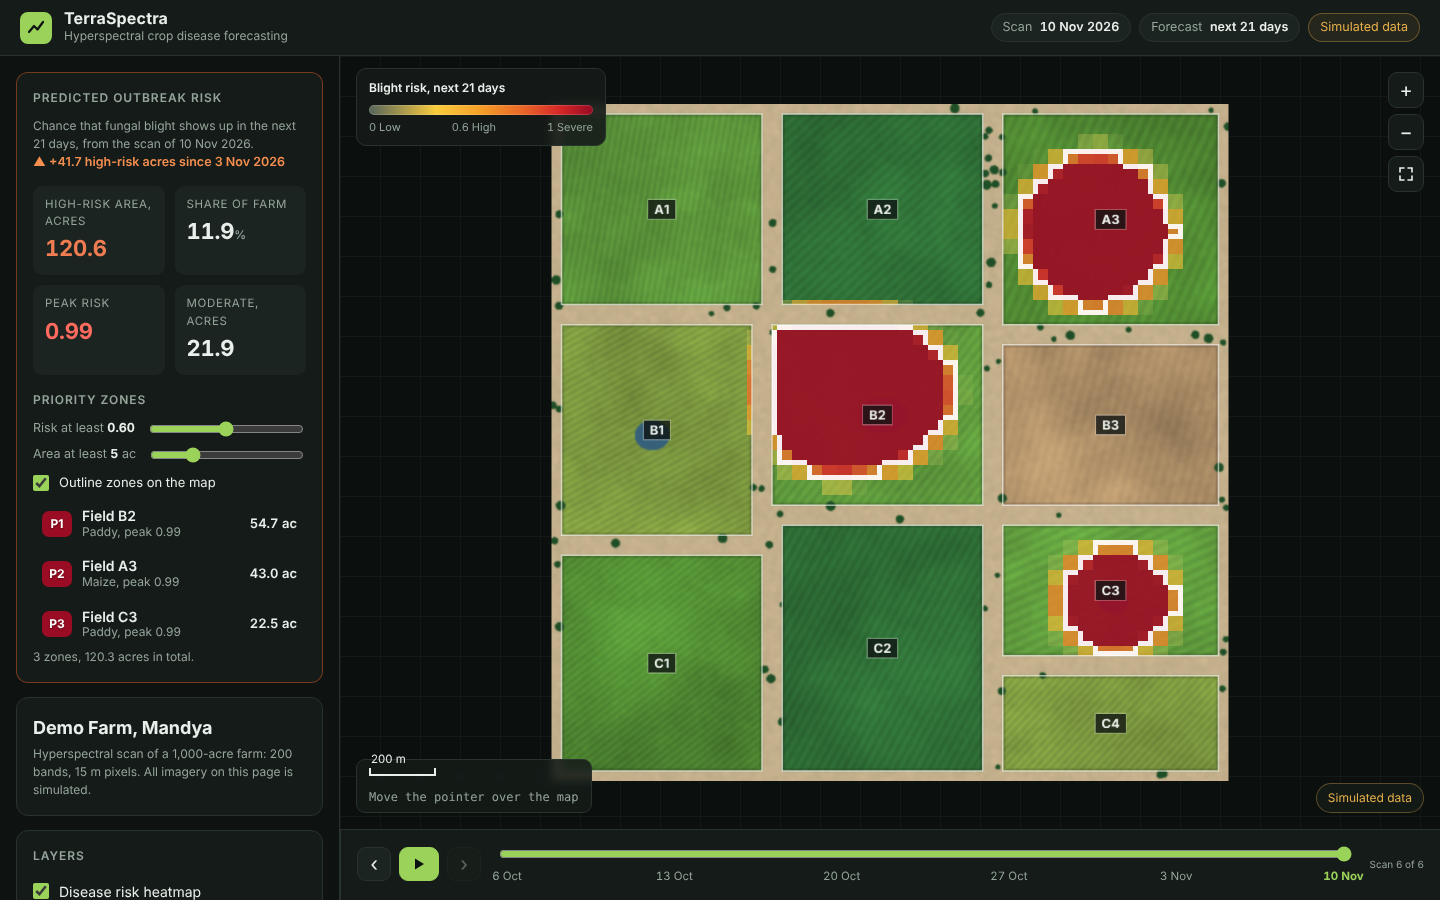 TerraSpectra
Hyperspectral crop disease forecasting
Scan 10 Nov 2026
Forecast next 21 days
Simulated data
PREDICTED OUTBREAK RISK
Chance that fungal blight shows up in the next
21 days, from the scan of 10 Nov 2026.
▲ +41.7 high-risk acres since 3 Nov 2026
HIGH-RISK AREA,
ACRES
120.6
SHARE OF FARM
11.9%
PEAK RISK
0.99
MODERATE,
ACRES
21.9
PRIORITY ZONES
Risk at least 0.60
Area at least 5 ac
Outline zones on the map
P1 Field B2 54.7 ac
Paddy, peak 0.99
P2 Field A3 43.0 ac
Maize, peak 0.99
P3 Field C3 22.5 ac
Paddy, peak 0.99
3 zones, 120.3 acres in total.
Demo Farm, Mandya
Hyperspectral scan of a 1,000-acre farm: 200
bands, 15 m pixels. All imagery on this page is
simulated.
LAYERS
Disease risk heatmap
Blight risk, next 21 days
0 Low 0.6 High 1 Severe
A1
A2
A3
B1
B2
B3
C1
C2
C3
C4
200 m
Move the pointer over the map
Simulated data
6 Oct 13 Oct 20 Oct 27 Oct 3 Nov 10 Nov
Scan 6 of 6